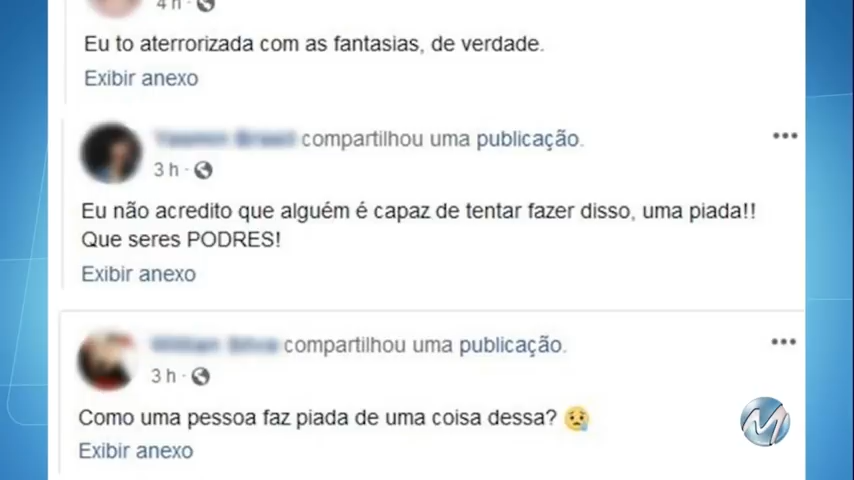 4 h ·
Eu to aterrorizada com as fantasias, de verdade.
Exibir anexo
compartilhou uma publicação.
3 h ·
Eu não acredito que alguém é capaz de tentar fazer disso, uma piada!!
Que seres PODRES!
Exibir anexo
compartilhou uma publicação.
3 h ·
Como uma pessoa faz piada de uma coisa dessa? 😢
Exibir anexo
M